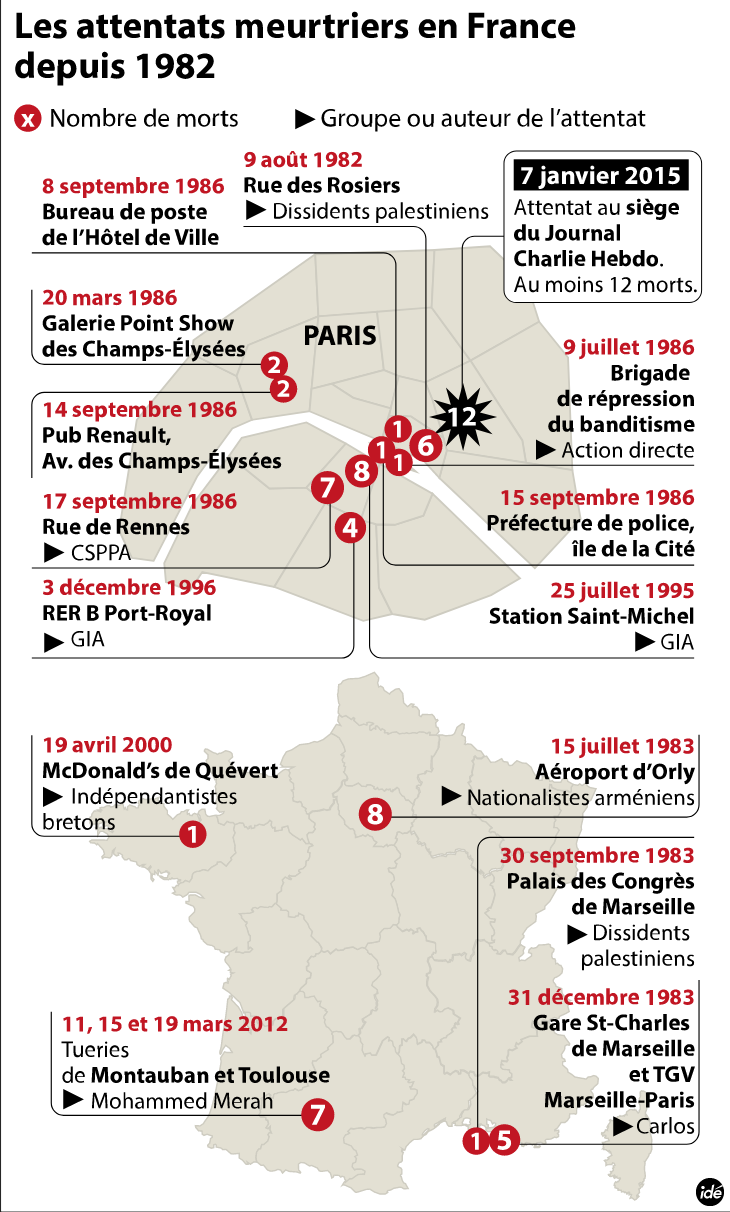 Les attentats meurtriers en France
depuis 1982
x Nombre de morts
▶ Groupe ou auteur de l'attentat
9 août 1982
Rue des Rosiers
▶ Dissidents palestiniens
8 septembre 1986
Bureau de poste
de l'Hôtel de Ville
7 janvier 2015
Attentat au siège
du Journal
Charlie Hebdo.
Au moins 12 morts.
20 mars 1986
Galerie Point Show
des Champs-Élysées
PARIS
2
2
12
1
6
1
1
8
7
4
9 juillet 1986
Brigade
de répression
du banditisme
▶ Action directe
14 septembre 1986
Pub Renault,
Av. des Champs-Élysées
17 septembre 1986
Rue de Rennes
▶ CSPPA
15 septembre 1986
Préfecture de police,
île de la Cité
3 décembre 1996
RER B Port-Royal
▶ GIA
25 juillet 1995
Station Saint-Michel
▶ GIA
19 avril 2000
McDonald's de Quévert
▶ Indépendantistes
bretons
1
15 juillet 1983
Aéroport d'Orly
▶ Nationalistes arméniens
8
30 septembre 1983
Palais des Congrès
de Marseille
▶ Dissidents
palestiniens
31 décembre 1983
Gare St-Charles
de Marseille
et TGV
Marseille-Paris
▶ Carlos
11, 15 et 19 mars 2012
Tueries
de Montauban et Toulouse
▶ Mohammed Merah
7
1
5
idé